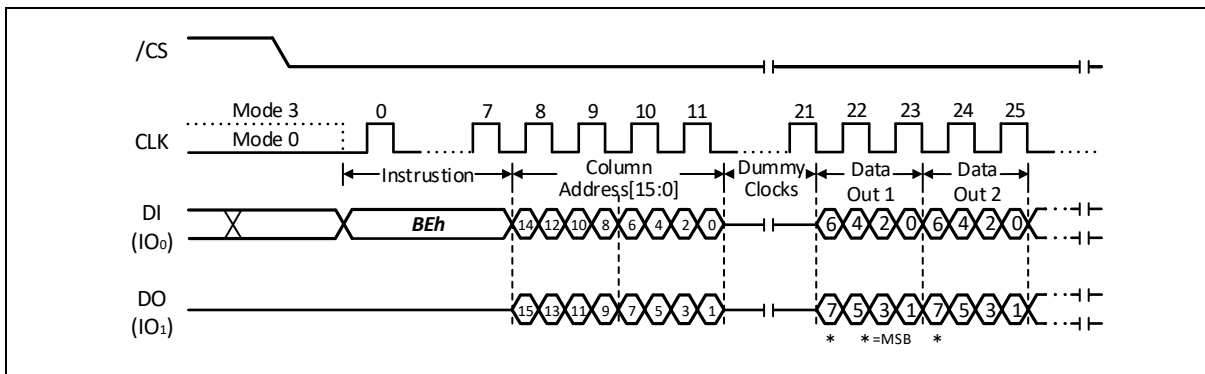 /CS
Mode 3
0 7 8 9 10 11 21 22 23 24 25
CLK
Mode 0
Instrustion
Column Address[15:0]
Dummy Clocks
Data Out 1
Data Out 2
DI
(IO0)
BEh
14 12 10 8 6 4 2 0
6 4 2 0 6 4 2 0
DO
(IO1)
15 13 11 9 7 5 3 1
7 5 3 1 7 5 3 1
* * =MSB *